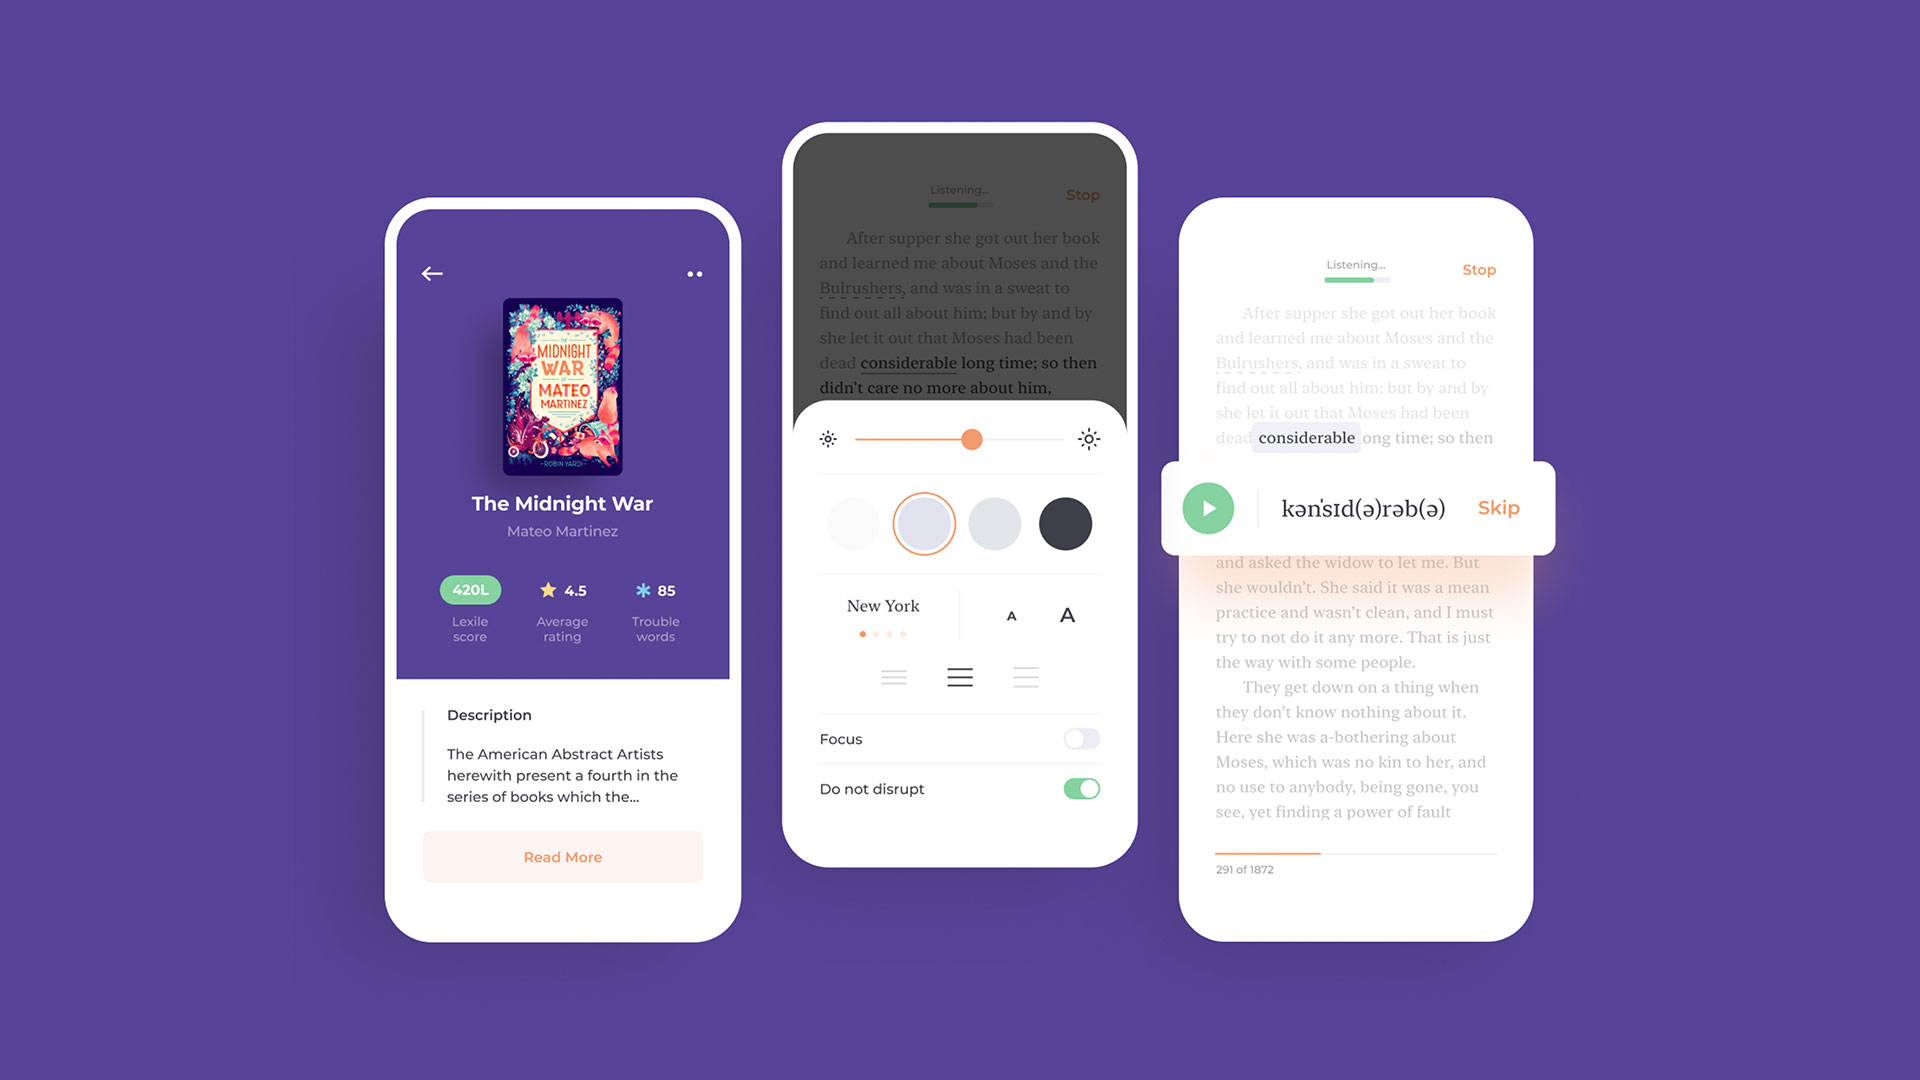 THE
MIDNIGHT
WAR
OF
MATEO
MARTINEZ
ROBIN YARDI
The Midnight War
Mateo Martinez
420L
4.5
85
Lexile
score
Average
rating
Trouble
words
Description
The American Abstract Artists
herewith present a fourth in the
series of books which the...
Read More
Listening...
Stop
After supper she got out her book
and learned me about Moses and the
Bulrushers, and was in a sweat to
find out all about him; but by and by
she let it out that Moses had been
dead considerable long time; so then
didn’t care no more about him,
New York
A
A
Focus
Do not disrupt
Listening...
Stop
After supper she got out her book
and learned me about Moses and the
Bulrushers, and was in a sweat to
find out all about him; but by and by
she let it out that Moses had been
dead considerable ong time; so then
kən'sɪd(ə)rəb(ə)
Skip
and asked the widow to let me. But
she wouldn’t. She said it was a mean
practice and wasn’t clean, and I must
try to not do it any more. That is just
the way with some people.
They get down on a thing when
they don’t know nothing about it.
Here she was a-bothering about
Moses, which was no kin to her, and
no use to anybody, being gone, you
see, yet finding a power of fault
291 of 1872